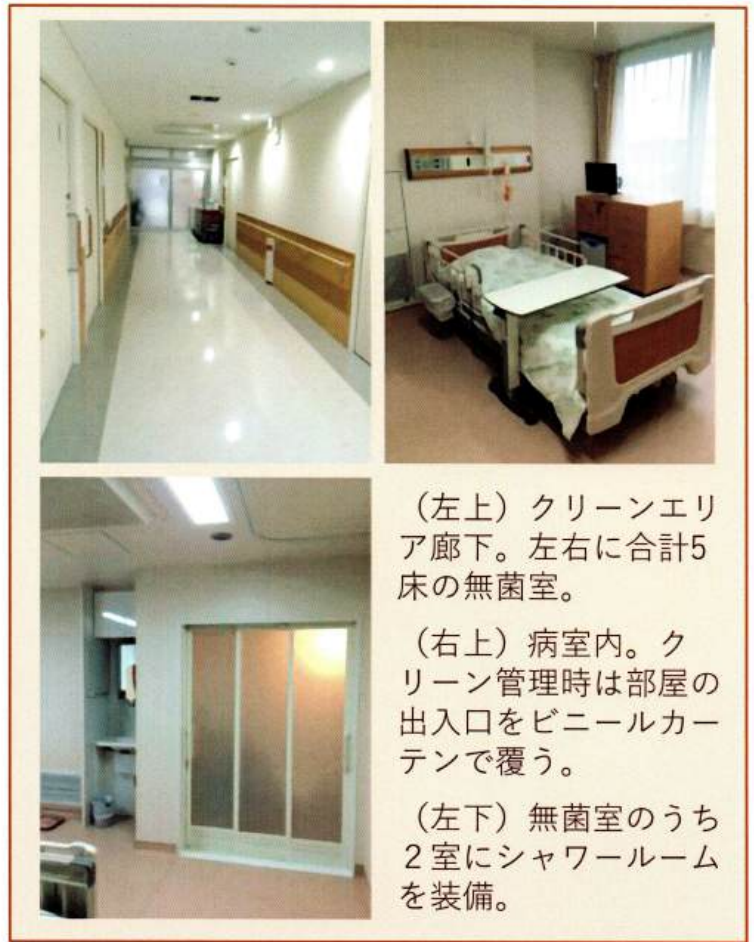 （左上）クリーンエリ
ア廊下。左右に合計5
床の無菌室。
（右上）病室内。ク
リーン管理時は部屋の
出入口をビニールカー
テンで覆う。
（左下）無菌室のうち
２室にシャワールーム
を装備。